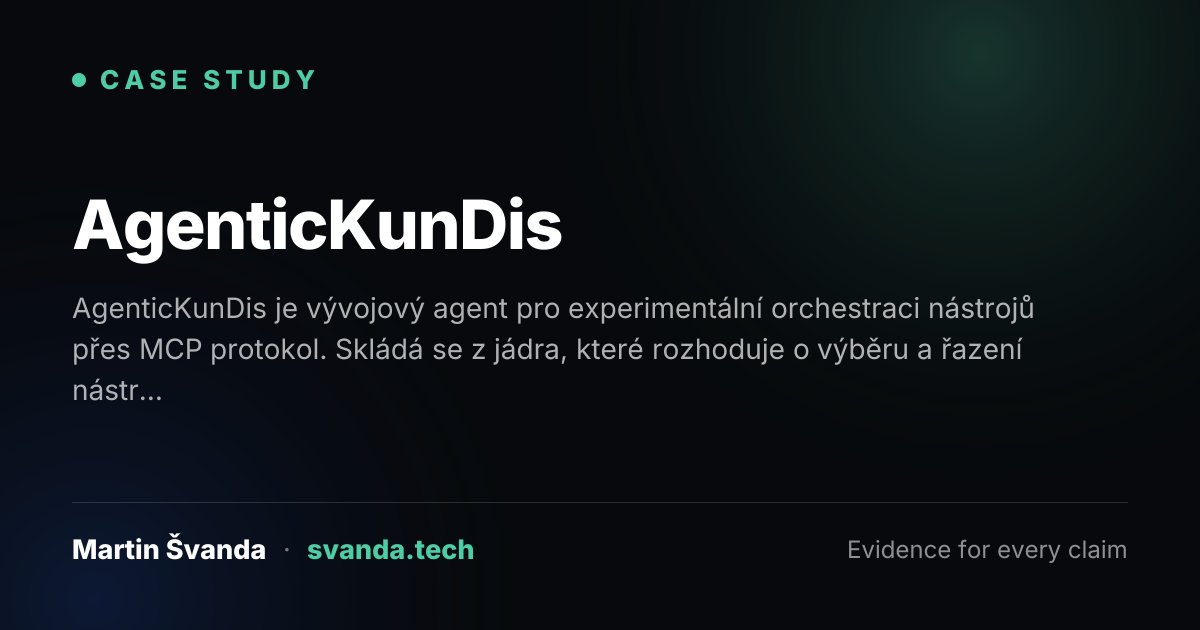 CASE STUDY
AgenticKunDis
AgenticKunDis je vývojový agent pro experimentální orchestraci nástrojů
přes MCP protokol. Skládá se z jádra, které rozhoduje o výběru a řazení
nástr...
Martin Švanda · svanda.tech
Evidence for every claim